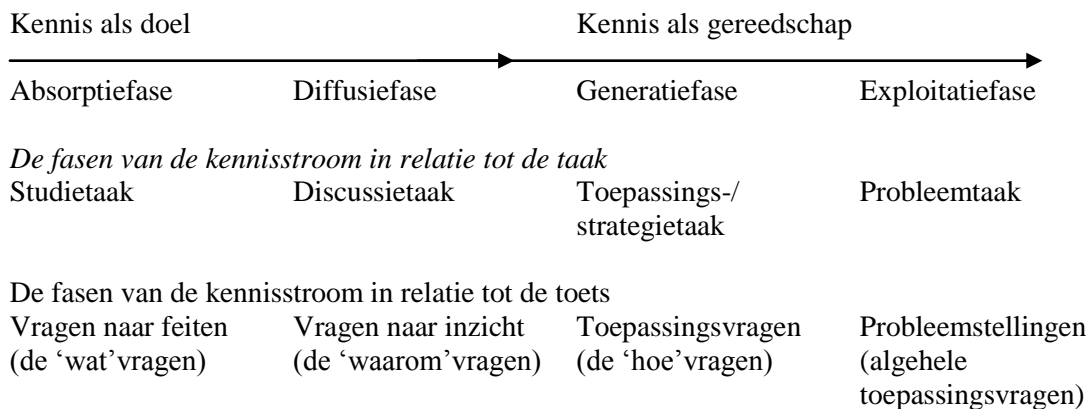 Kennis als doel Kennis als gereedschap
Absorptiefase Diffusiefase Generatiefase Exploitatiefase
De fasen van de kennisstroom in relatie tot de taak
Studietaak Discussietaak Toepassings-/ Probleemtaak
strategietaak
De fasen van de kennisstroom in relatie tot de toets
Vragen naar feiten Vragen naar inzicht Toepassingsvragen Probleemstellingen
(de ‘wat’vragen) (de ‘waarom’vragen) (de ‘hoe’vragen) (algehele
toepassingsvragen)